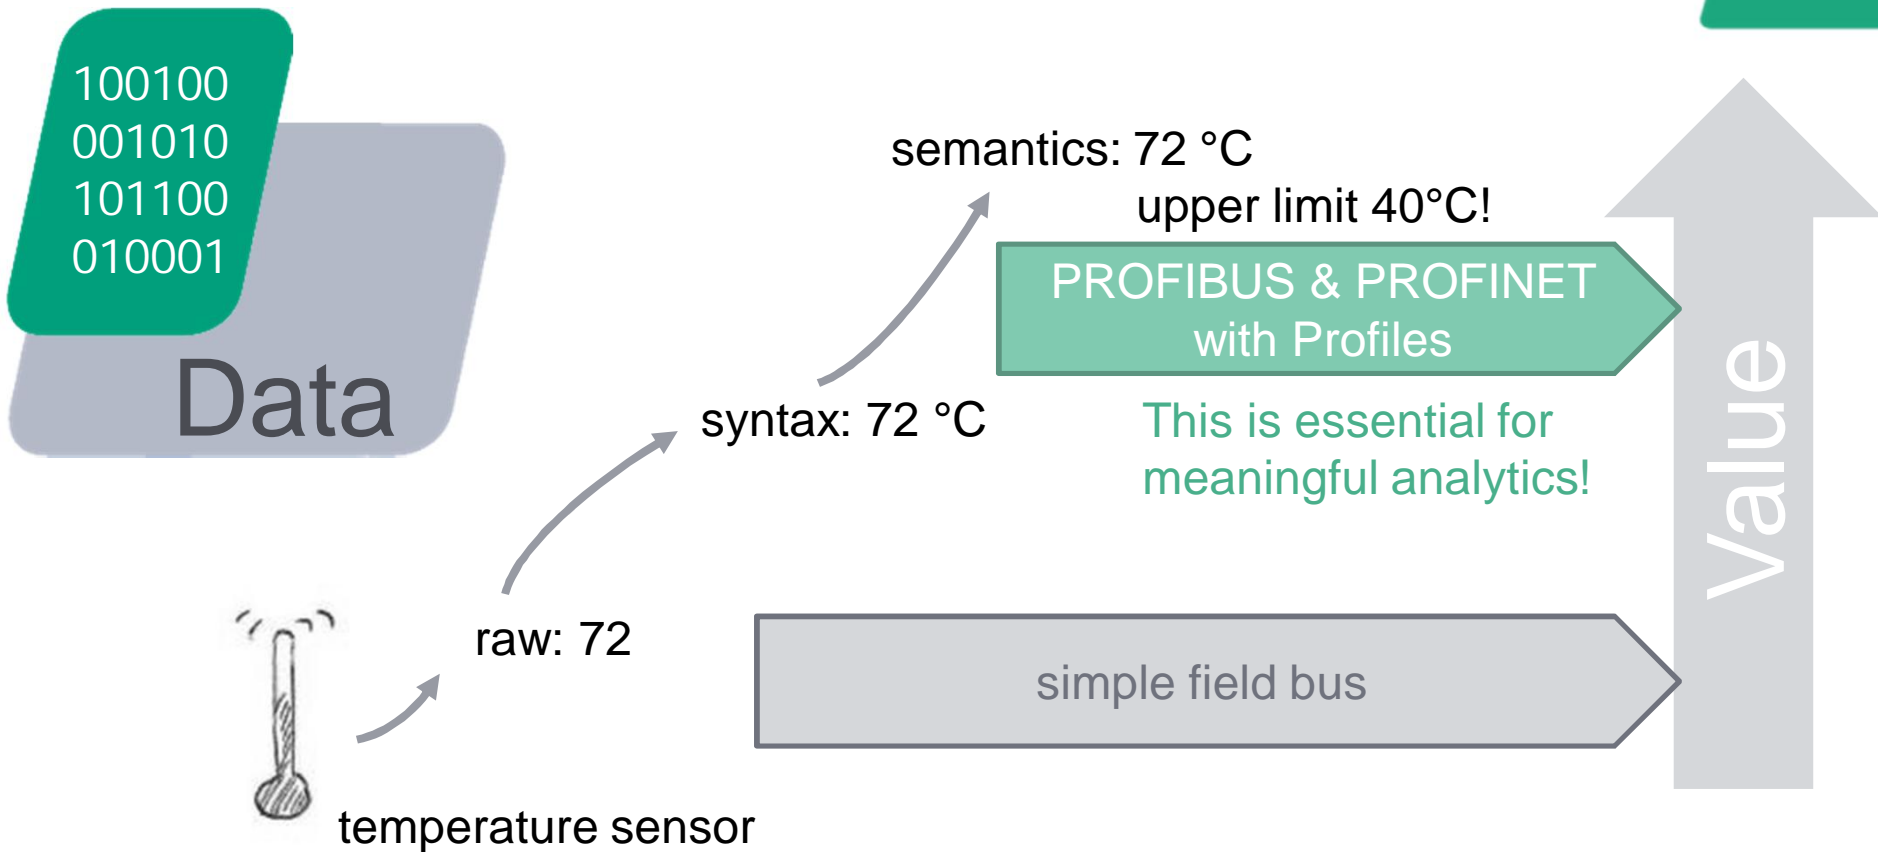 100100
001010
101100
010001
Data
semantics: 72 °C
upper limit 40°C!
PROFIBUS & PROFINET
with Profiles
syntax: 72 °C
This is essential for
meaningful analytics!
Value
raw: 72
simple field bus
temperature sensor